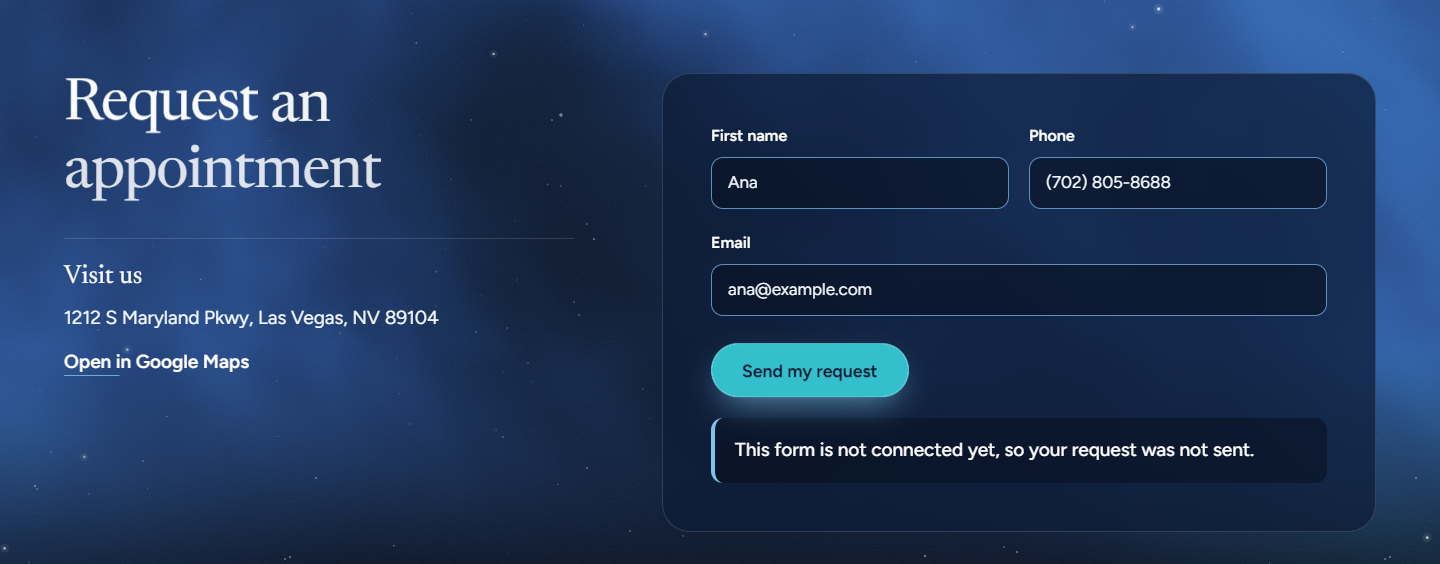 Request an
appointment
Visit us
1212 S Maryland Pkwy, Las Vegas, NV 89104
Open in Google Maps
First name
Phone
Ana
(702) 805-8688
Email
ana@example.com
Send my request
This form is not connected yet, so your request was not sent.